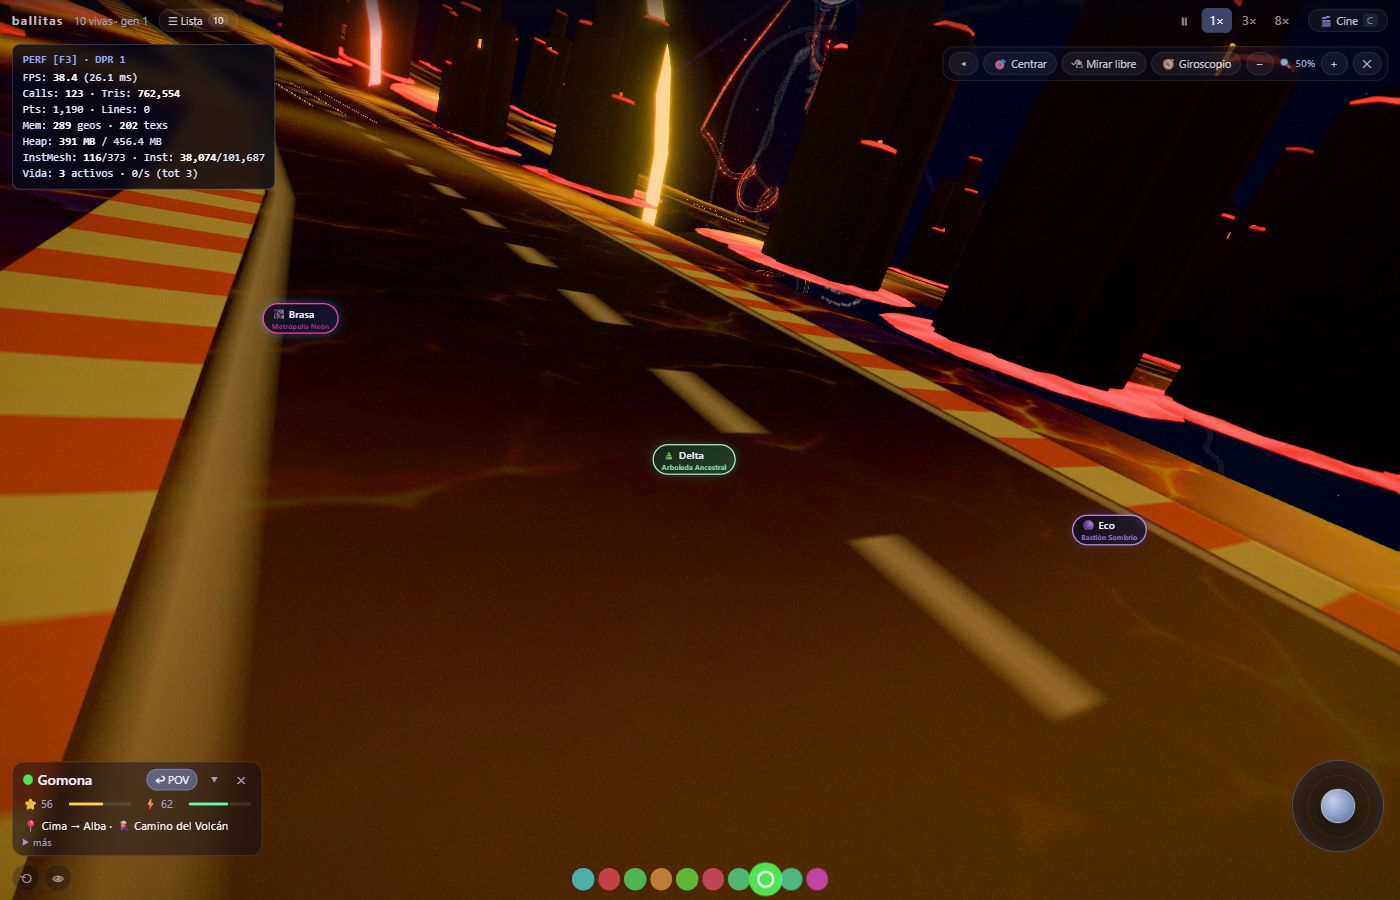 ballitas 10 vivas · gen 1 ☰ Lista 10
1× 3× 8× Cine C
PERF [F3] · DPR 1
FPS: 38.4 (26.1 ms)
Calls: 123 · Tris: 762,554
Pts: 1,190 · Lines: 0
Mem: 289 geos · 202 texs
Heap: 391 MB / 456.4 MB
InstMesh: 116/373 · Inst: 38,074/101,687
Vida: 3 activos · 0/s (tot 3)
Centrar Mirar libre Giroscopio − 50% + ✕
Brasa
Metrópolis Neón
Delta
Arboleda Ancestral
Eco
Bastión Sombrío
Gomona POV
56 62
Cima → Alba · Camino del Volcán
más